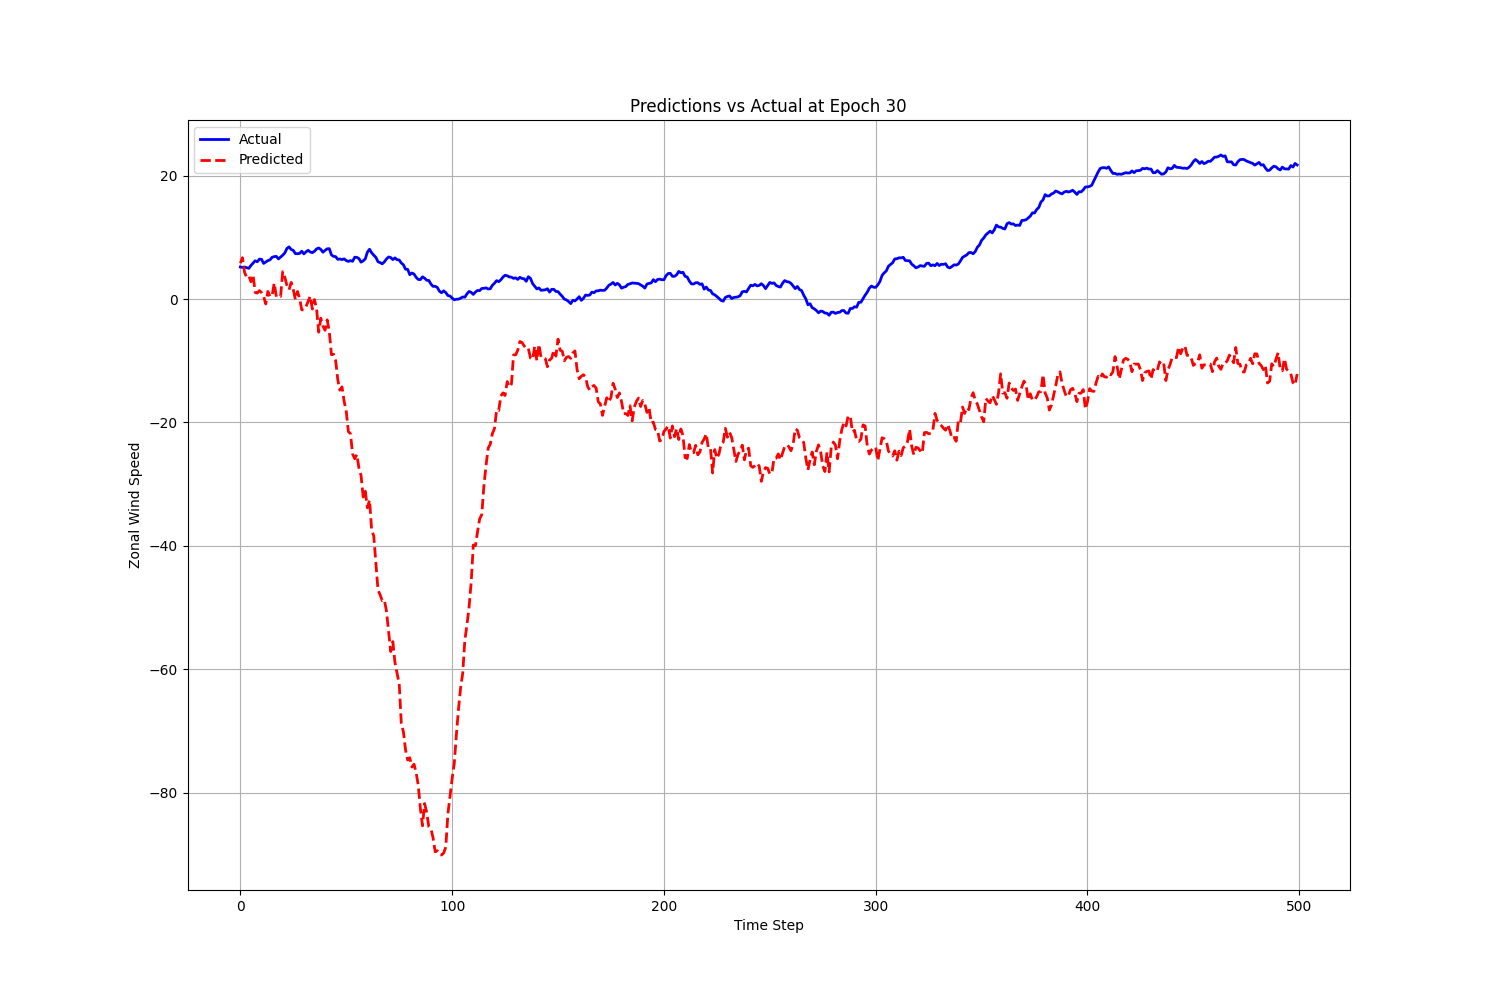 Predictions vs Actual at Epoch 30
Actual
Predicted
20
0
−20
−40
−60
−80
Zonal Wind Speed
0 100 200 300 400 500
Time Step